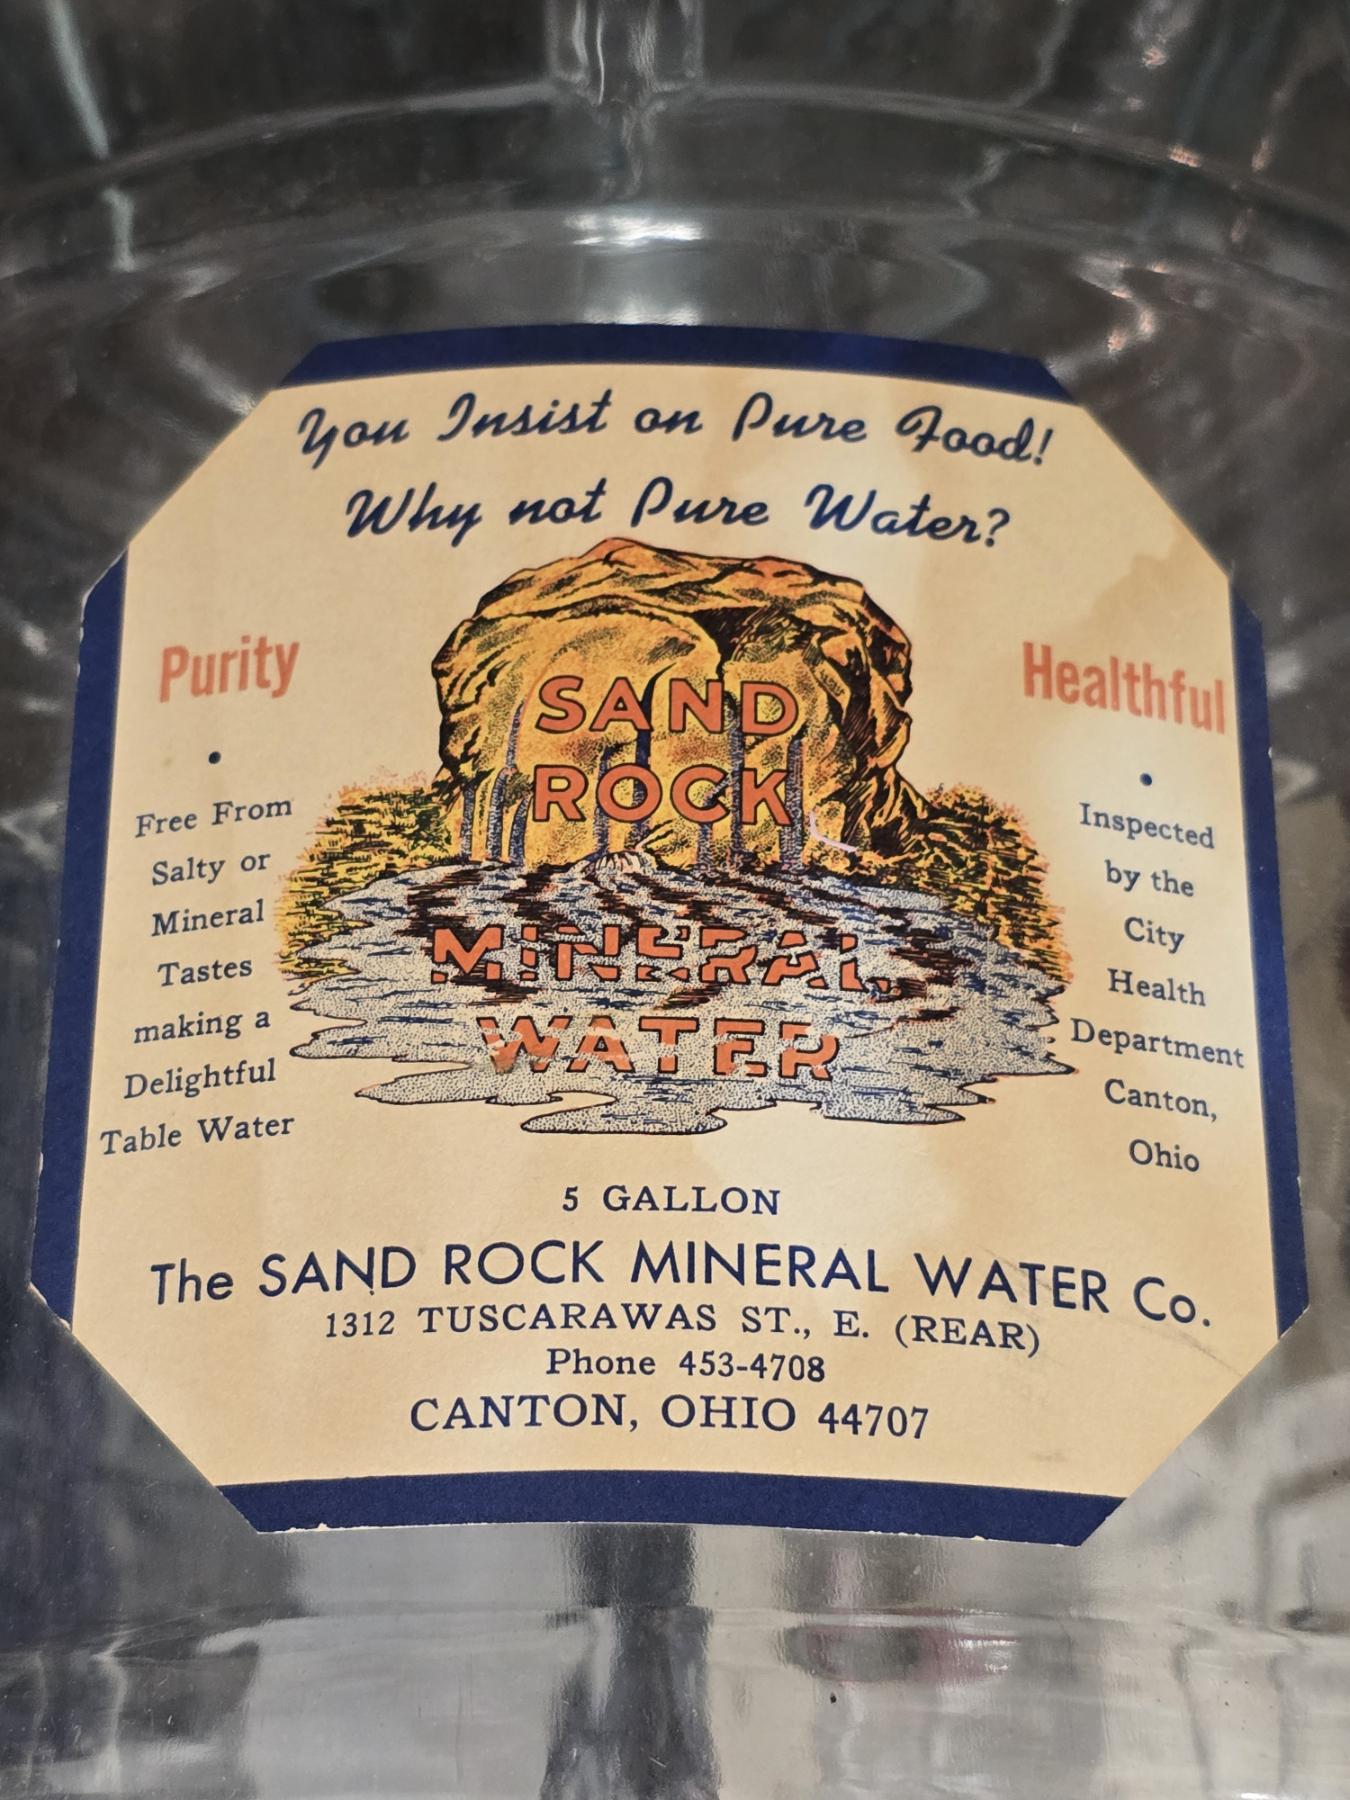 You Insist on Pure Food!
Why not Pure Water?
Purity
•
Free From
Salty or
Mineral
Tastes
making a
Delightful
Table Water
SAND
ROCK
MINERAL
WATER
Healthful
•
Inspected
by the
City
Health
Department
Canton,
Ohio
5 GALLON
The SAND ROCK MINERAL WATER Co.
1312 TUSCARAWAS ST., E. (REAR)
Phone 453-4708
CANTON, OHIO 44707